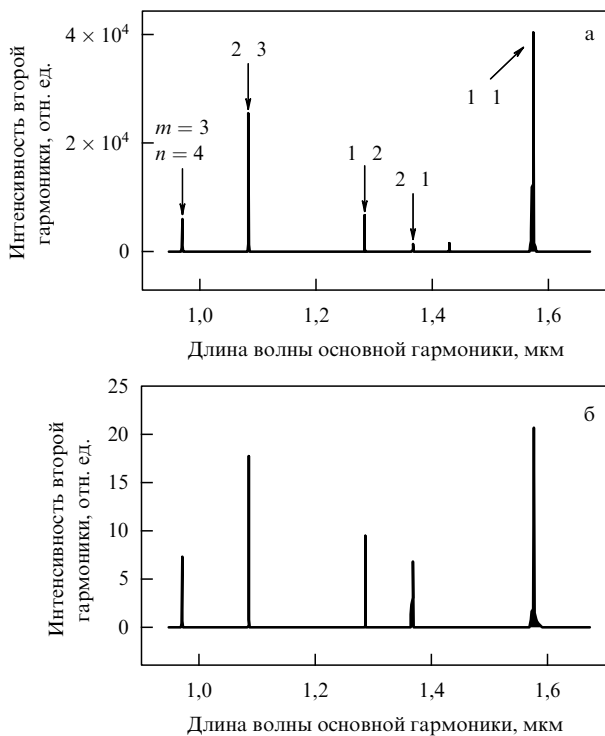 Интенсивность второй
гармоники, отн. ед.
4 × 10⁴
2 × 10⁴
0
а
m = 3
n = 4
2 3
1 2
2 1
1 1
1,0
1,2
1,4
1,6
Длина волны основной гармоники, мкм
Интенсивность второй
гармоники, отн. ед.
25
20
15
10
5
0
б
1,0
1,2
1,4
1,6
Длина волны основной гармоники, мкм